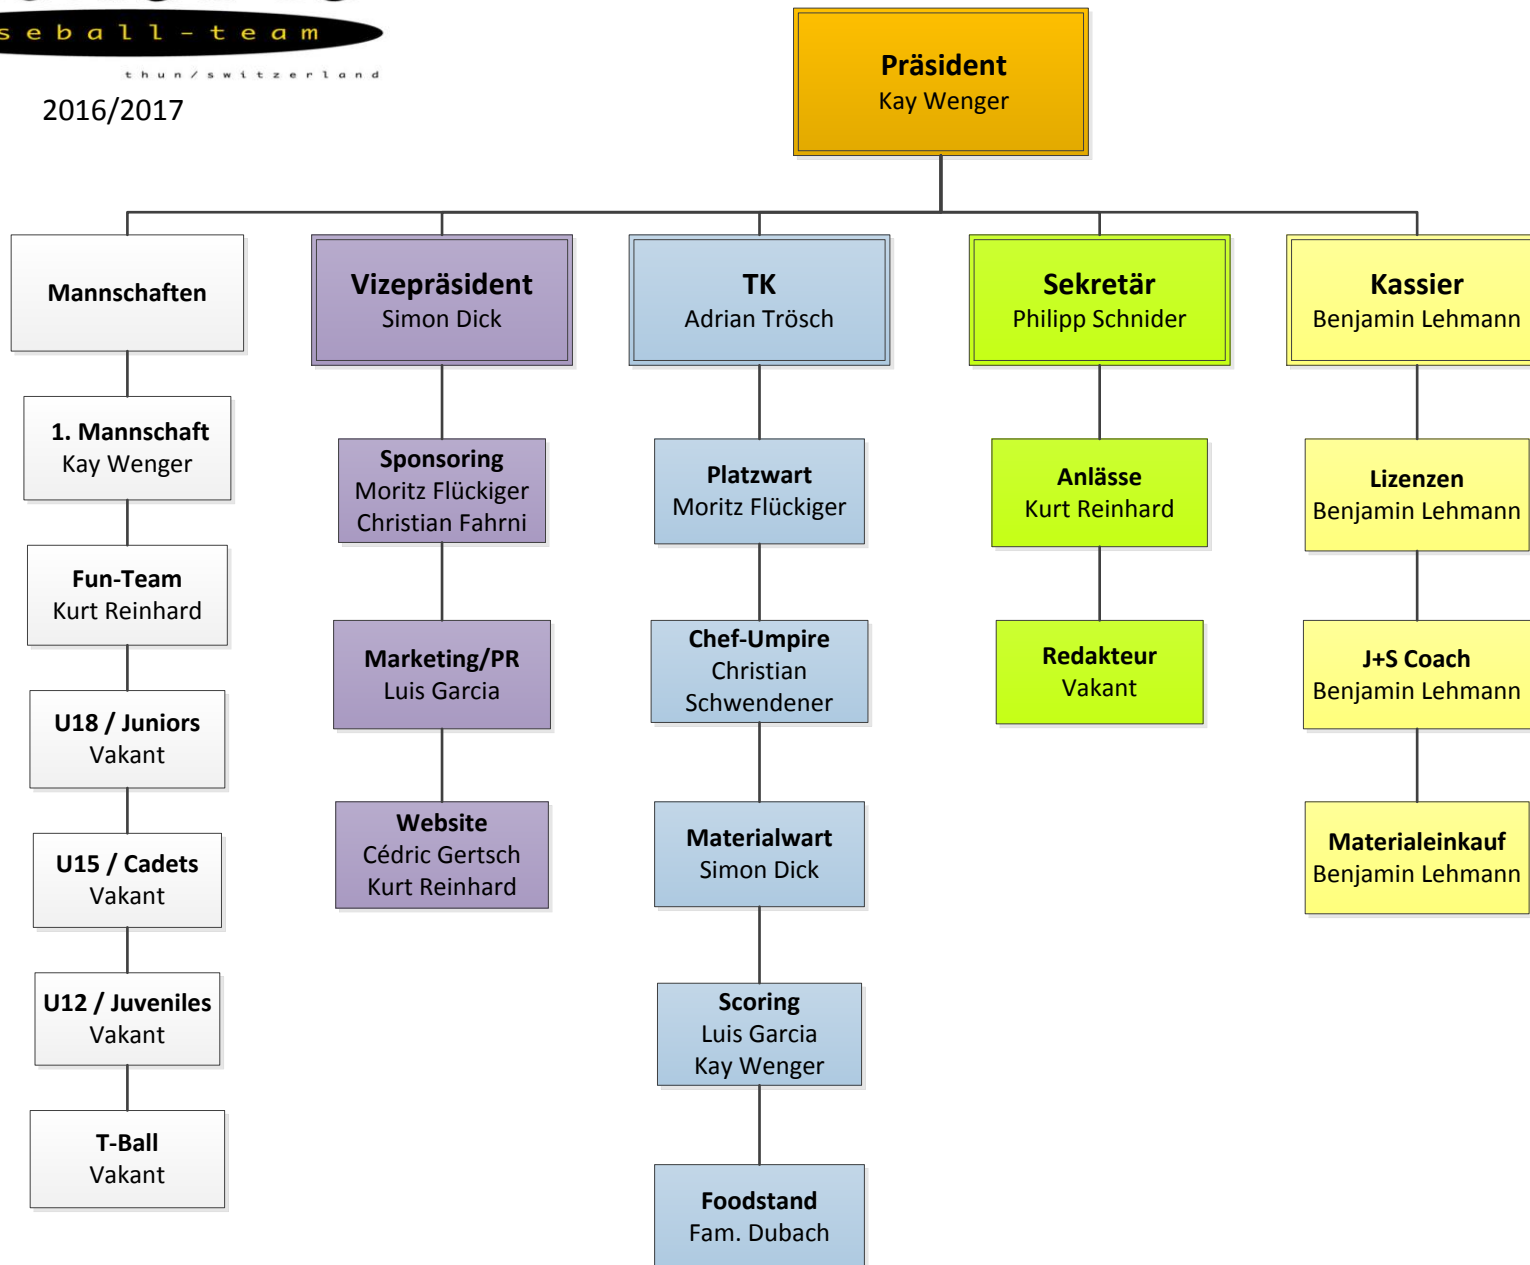 seball-team
thun/switzerland
2016/2017
Präsident
Kay Wenger
Mannschaften
1. Mannschaft
Kay Wenger
Fun-Team
Kurt Reinhard
U18 / Juniors
Vakant
U15 / Cadets
Vakant
U12 / Juveniles
Vakant
T-Ball
Vakant
Vizepräsident
Simon Dick
Sponsoring
Moritz Flückiger
Christian Fahrni
Marketing/PR
Luis Garcia
Website
Cédric Gertsch
Kurt Reinhard
TK
Adrian Trösch
Platzwart
Moritz Flückiger
Chef-Umpire
Christian
Schwendener
Materialwart
Simon Dick
Scoring
Luis Garcia
Kay Wenger
Foodstand
Fam. Dubach
Sekretär
Philipp Schnider
Anlässe
Kurt Reinhard
Redakteur
Vakant
Kassier
Benjamin Lehmann
Lizenzen
Benjamin Lehmann
J+S Coach
Benjamin Lehmann
Materialeinkauf
Benjamin Lehmann